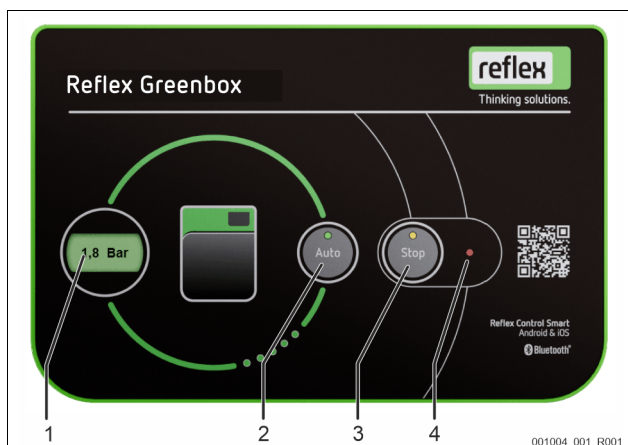 reflex
Thinking solutions.
Reflex Greenbox
1,8 Bar
Auto
Stop
Reflex Control Smart
Android & iOS
Bluetooth®
1
2
3
4
001004_001_R001